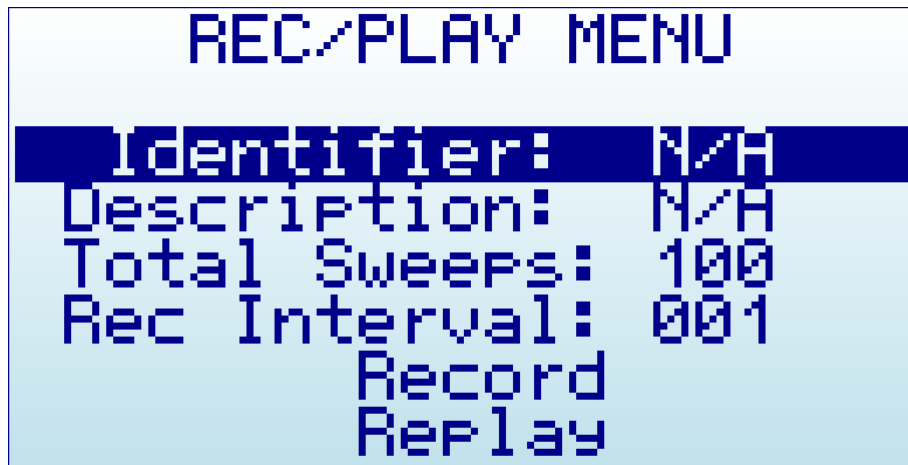 REC/PLAY MENU
Identifier: N/A
Description: N/A
Total Sweeps: 100
Rec Interval: 001
Record
Replay